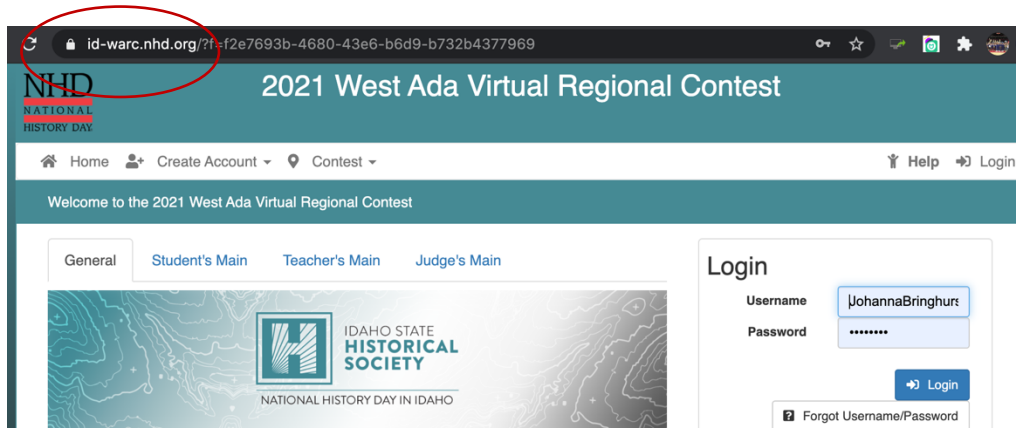 id-warc.nhd.org/?f=f2e7693b-4680-43e6-b6d9-b732b4377969
NHD
NATIONAL
HISTORY DAY
2021 West Ada Virtual Regional Contest
Home Create Account Contest Help Login
Welcome to the 2021 West Ada Virtual Regional Contest
General Student's Main Teacher's Main Judge's Main
IDAHO STATE
HISTORICAL
SOCIETY
NATIONAL HISTORY DAY IN IDAHO
Login
Username JohannaBringhurs
Password ••••••••
Login
Forgot Username/Password